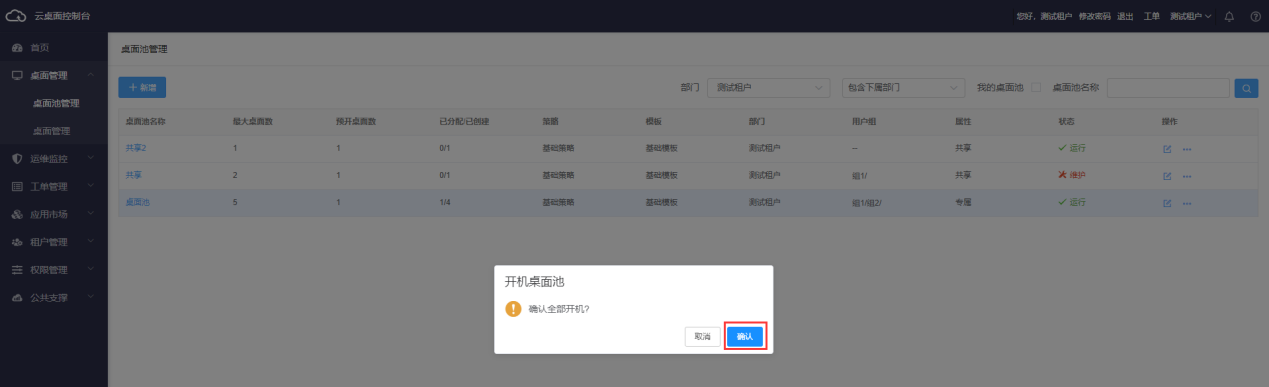 云桌面控制台
您好，测试租户 修改密码 退出 工单 测试租户
首页
桌面管理
桌面池管理
桌面管理
运维监控
工单管理
应用市场
租户管理
权限管理
公共支撑
桌面池管理
+ 新增
部门 测试租户 包含下属部门 我的桌面池 桌面池名称
桌面池名称 最大桌面数 预开桌面数 已分配/已创建 策略 模板 部门 用户组 属性 状态 操作
共享2 1 1 0/1 基础策略 基础模板 测试租户 -- 共享 运行
共享 2 1 0/1 基础策略 基础模板 测试租户 组1/ 共享 维护
桌面池 5 1 1/4 基础策略 基础模板 测试租户 组1/组2/ 专属 运行
开机桌面池
确认全部开机?
取消 确认